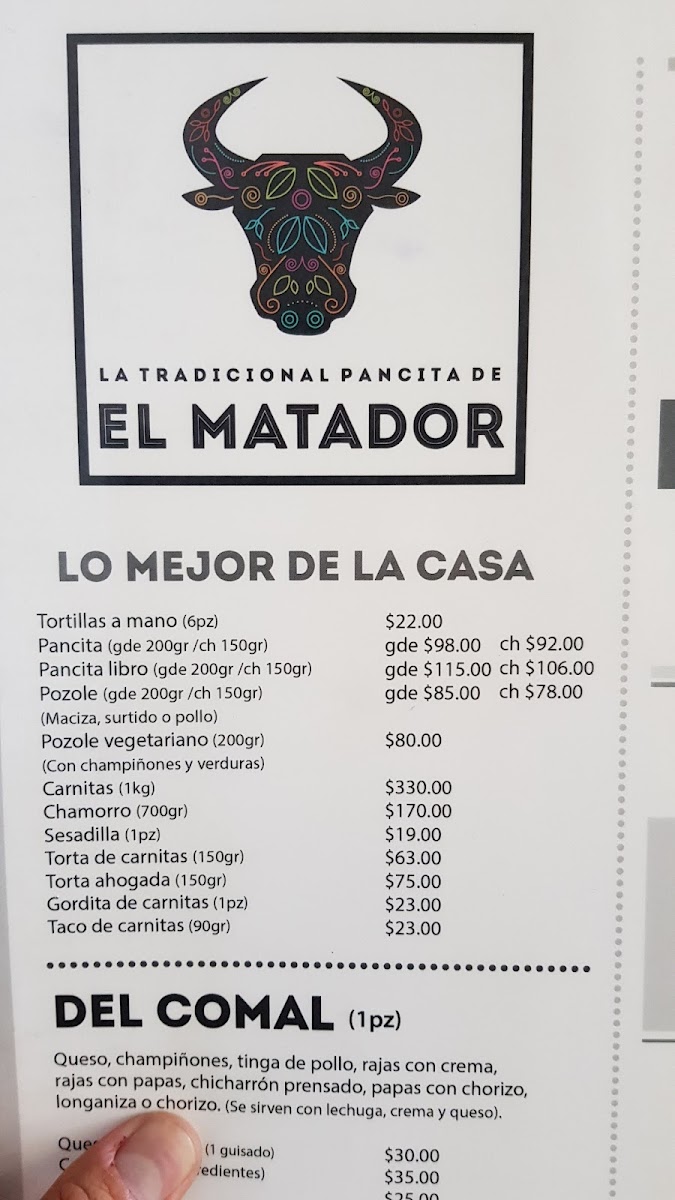 LA TRADICIONAL PANCITA DE
EL MATADOR
LO MEJOR DE LA CASA
Tortillas a mano (6pz) $22.00
Pancita (gde 200gr /ch 150gr) gde $98.00 ch $92.00
Pancita libro (gde 200gr /ch 150gr) gde $115.00 ch $106.00
Pozole (gde 200gr /ch 150gr) gde $85.00 ch $78.00
(Maciza, surtido o pollo)
Pozole vegetariano (200gr) $80.00
(Con champiñones y verduras)
Carnitas (1kg) $330.00
Chamorro (700gr) $170.00
Sesadilla (1pz) $19.00
Torta de carnitas (150gr) $63.00
Torta ahogada (150gr) $75.00
Gordita de carnitas (1pz) $23.00
Taco de carnitas (90gr) $23.00
DEL COMAL (1pz)
Queso, champiñones, tinga de pollo, rajas con crema,
rajas con papas, chicharrón prensado, papas con chorizo,
longaniza o chorizo. (Se sirven con lechuga, crema y queso).
(1 guisado) $30.00
$35.00
$25.00